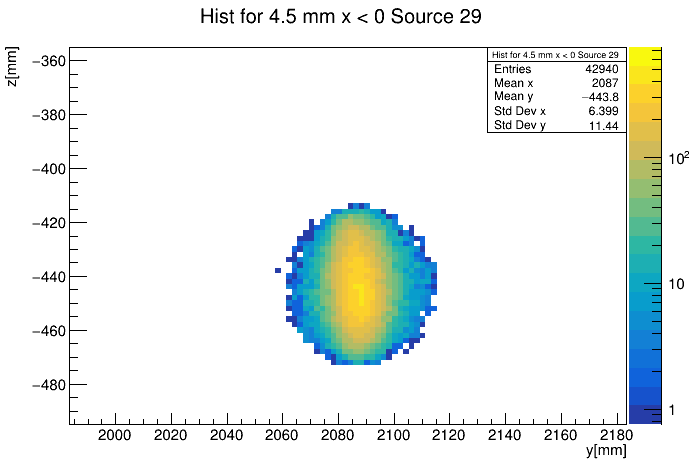 Hist for 4.5 mm x < 0 Source 29
z[mm]
Hist for 4.5 mm x < 0 Source 29
Entries 42940
Mean x 2087
Mean y −443.8
Std Dev x 6.399
Std Dev y 11.44
−360
−380
−400
−420
−440
−460
−480
10²
10
1
2000 2020 2040 2060 2080 2100 2120 2140 2160 2180
y[mm]